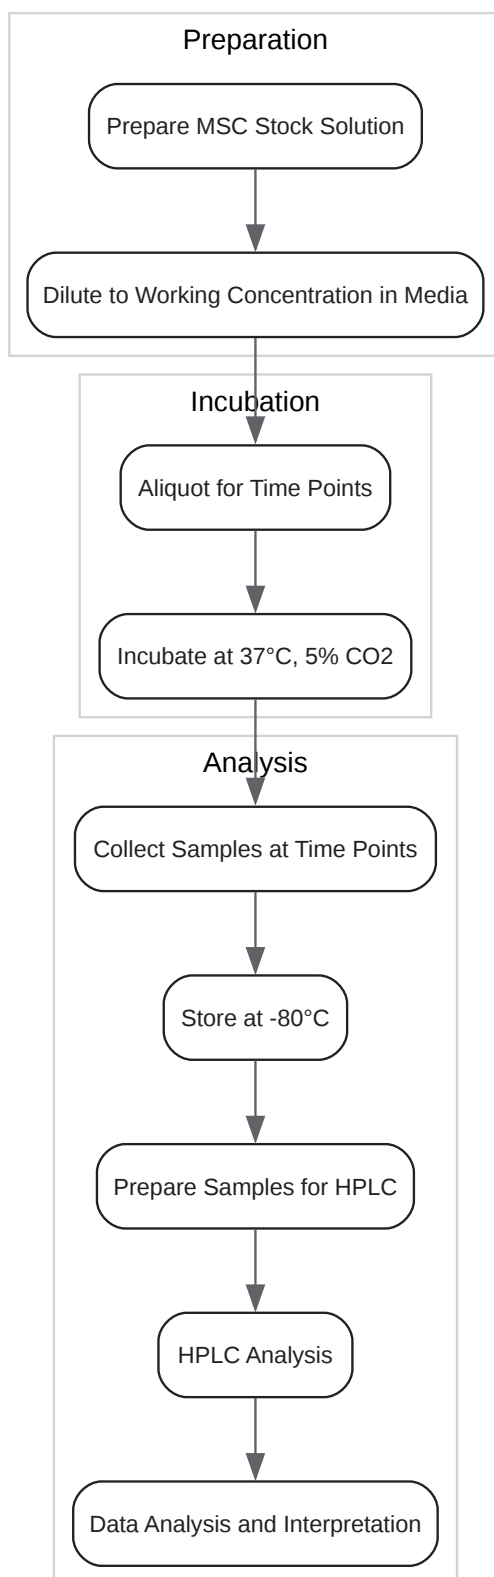 Preparation
Prepare MSC Stock Solution
Dilute to Working Concentration in Media
Incubation
Aliquot for Time Points
Incubate at 37°C, 5% CO2
Analysis
Collect Samples at Time Points
Store at -80°C
Prepare Samples for HPLC
HPLC Analysis
Data Analysis and Interpretation